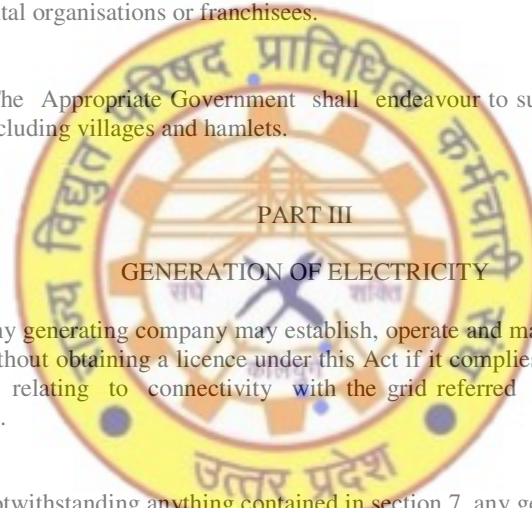 ital organisations or franchisees.
he Appropriate Government shall endeavour to su
cluding villages and hamlets.
PART III
GENERATION OF ELECTRICITY
ny generating company may establish, operate and ma
thout obtaining a licence under this Act if it complies
relating to connectivity with the grid referred
.
otwithstanding anything contained in section 7, any ge
राज्य विद्युत परिषद प्राविधिक कर्मचारी संघ
संघे शक्ति
उत्तर प्रदेश